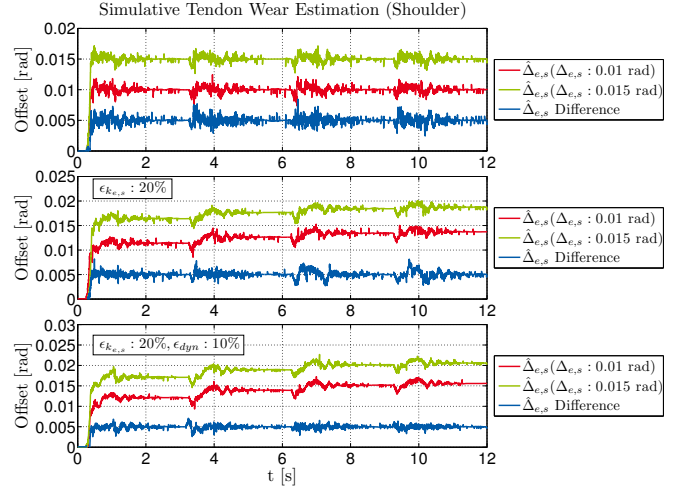 Simulative Tendon Wear Estimation (Shoulder)
Offset [rad]
0.02
0.015
0.01
0.005
0
0 2 4 6 8 10 12
Δ̂e,s(Δe,s : 0.01 rad)
Δ̂e,s(Δe,s : 0.015 rad)
Δ̂e,s Difference
Offset [rad]
0.025
0.02
0.015
0.01
0.005
0
ϵke,s : 20%
0 2 4 6 8 10 12
Δ̂e,s(Δe,s : 0.01 rad)
Δ̂e,s(Δe,s : 0.015 rad)
Δ̂e,s Difference
Offset [rad]
0.03
0.025
0.02
0.015
0.01
0.005
0
ϵke,s : 20%, ϵdyn : 10%
0 2 4 6 8 10 12
t [s]
Δ̂e,s(Δe,s : 0.01 rad)
Δ̂e,s(Δe,s : 0.015 rad)
Δ̂e,s Difference